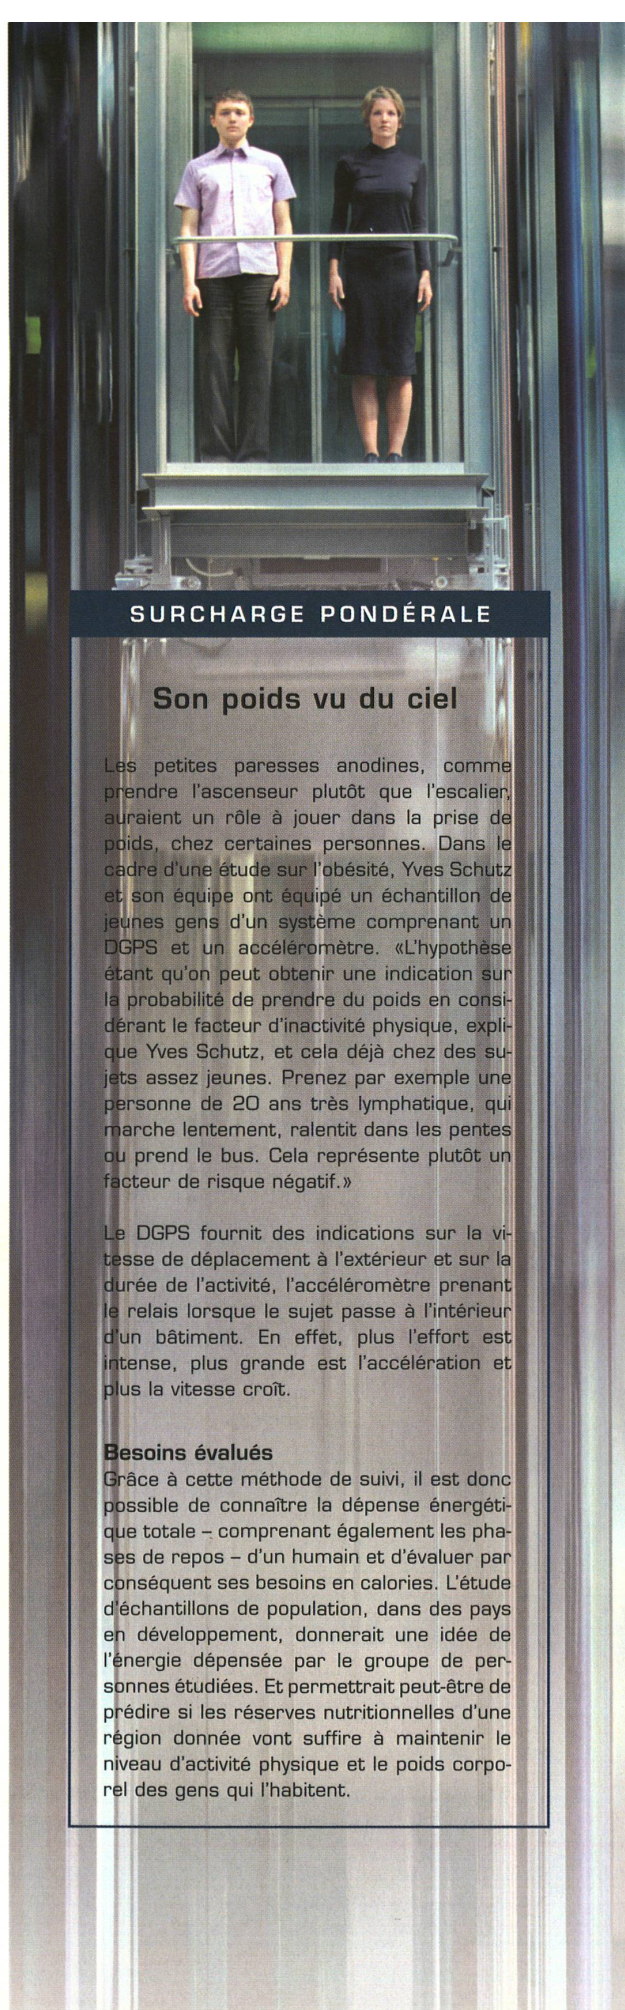 SURCHARGE PONDÉRALE
Son poids vu du ciel
Les petites paresses anodines, comme
prendre l'ascenseur plutôt que l'escalier,
auraient un rôle à jouer dans la prise de
poids, chez certaines personnes. Dans le
cadre d'une étude sur l'obésité, Yves Schutz
et son équipe ont équipé un échantillon de
jeunes gens d'un système comprenant un
DGPS et un accéléromètre. «L'hypothèse
étant qu'on peut obtenir une indication sur
la probabilité de prendre du poids en consi-
dérant le facteur d'inactivité physique, expli-
que Yves Schutz, et cela déjà chez des su-
jets assez jeunes. Prenez par exemple une
personne de 20 ans très lymphatique, qui
marche lentement, ralentit dans les pentes
ou prend le bus. Cela représente plutôt un
facteur de risque négatif.»
Le DGPS fournit des indications sur la vi-
tesse de déplacement à l'extérieur et sur la
durée de l'activité, l'accéléromètre prenant
le relais lorsque le sujet passe à l'intérieur
d'un bâtiment. En effet, plus l'effort est
intense, plus grande est l'accélération et
plus la vitesse croît.
Besoins évalués
Grâce à cette méthode de suivi, il est donc
possible de connaître la dépense énergéti-
que totale – comprenant également les pha-
ses de repos – d'un humain et d'évaluer par
conséquent ses besoins en calories. L'étude
d'échantillons de population, dans des pays
en développement, donnerait une idée de
l'énergie dépensée par le groupe de per-
sonnes étudiées. Et permettrait peut-être de
prédire si les réserves nutritionnelles d'une
région donnée vont suffire à maintenir le
niveau d'activité physique et le poids corpo-
rel des gens qui l'habitent.